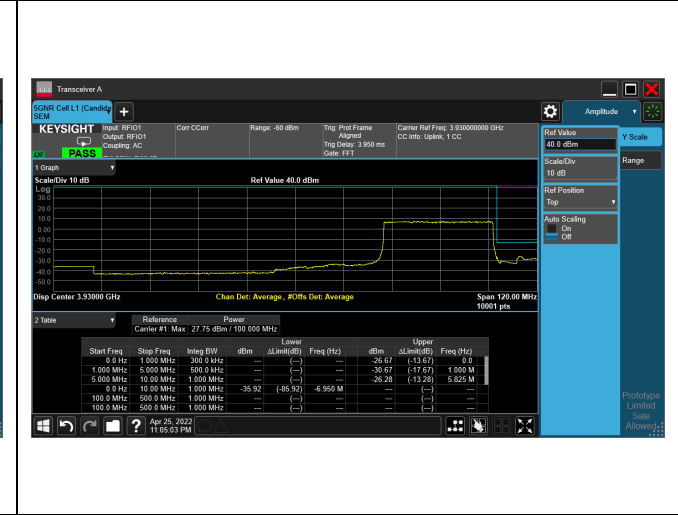 Transceiver A
5GNR Cell L1 (Candid
SEM
+
Amplitude
KEYSIGHT
Input: RFIO1
Output: RFIO1
Coupling: AC
Corr CCorr
Range: -60 dBm
Trig: Prot Frame
Aligned
Trig Delay: 3.950 ms
Gate: FFT
Carrier Ref Freq: 3.930000000 GHz
CC Info: Uplink, 1 CC
LW PASS
Ref Value
40.0 dBm
Y Scale
Scale/Div
10 dB
Range
Ref Position
Top
Auto Scaling
On
Off
1 Graph
Scale/Div 10 dB Ref Value 40.0 dBm
Log
30.0
20.0
10.0
0.00
-10.0
-20.0
-30.0
-40.0
-50.0
Disp Center 3.93000 GHz Chan Det: Average , #Offs Det: Average Span 120.00 MHz
10001 pts
2 Table
Reference Power
Carrier #1: Max 27.75 dBm / 100.000 MHz
Lower Upper
Start Freq Stop Freq Integ BW dBm ΔLimit(dB) Freq (Hz) dBm ΔLimit(dB) Freq (Hz)
0.0 Hz 1.000 MHz 300.0 kHz --- (---) --- -26.67 (-13.67) 0.0
1.000 MHz 5.000 MHz 500.0 kHz --- (---) --- -30.67 (-17.67) 1.000 M
5.000 MHz 10.00 MHz 1.000 MHz --- (---) --- -26.28 (-13.28) 5.825 M
0.0 Hz 10.00 MHz 1.000 MHz -35.92 (-85.92) -6.950 M --- (---) ---
100.0 MHz 500.0 MHz 1.000 MHz --- (---) --- --- (---) ---
100.0 MHz 500.0 MHz 1.000 MHz --- (---) --- --- (---) ---
Prototype
Limited
Sale
Allowed
?
Apr 25, 2022
11:05:03 PM